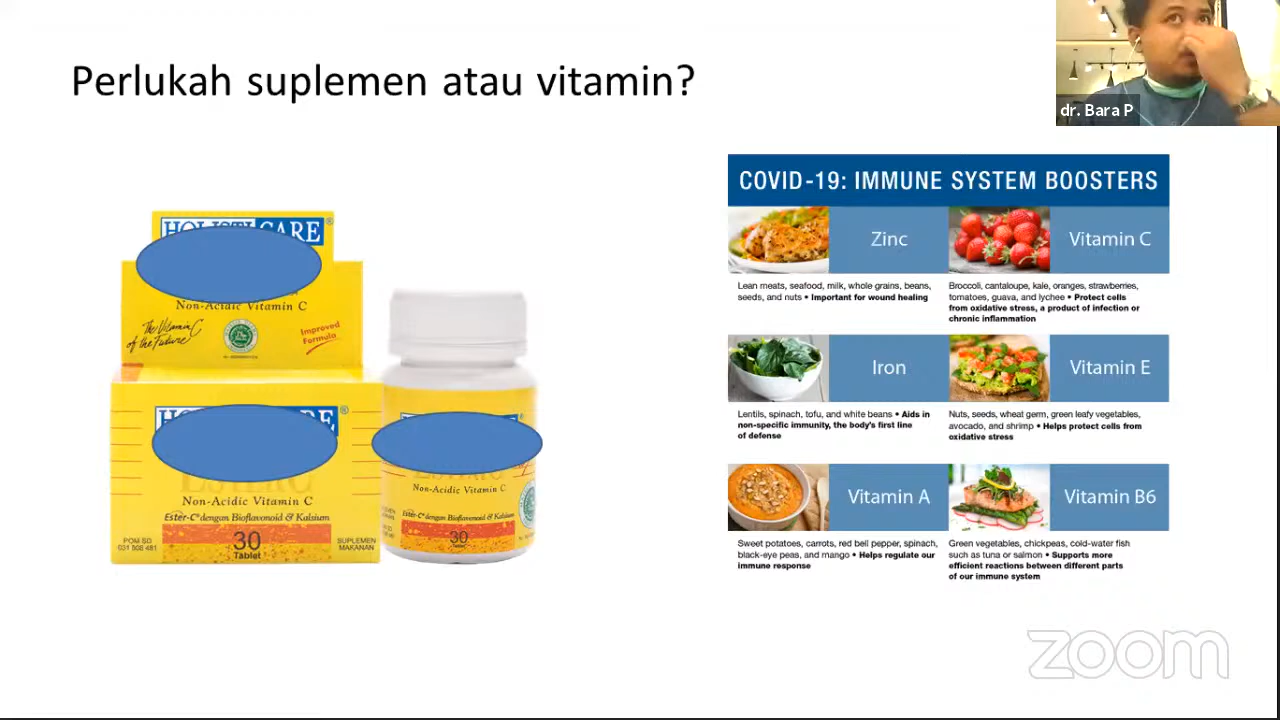 Perlukah suplemen atau vitamin?
dr. Bara P
Non-Acidic Vitamin C
The Vitamin C
of the Future
Improved
Formula
Non-Acidic Vitamin C
Ester-C® dengan Bioflavonoid & Kalsium
POM SD
30
Tablet
SUPLEMEN
MAKANAN
Non-Acidic Vitamin C
Ester-C® dengan Bioflavonoid & Kalsium
30
Tablet
COVID-19: IMMUNE SYSTEM BOOSTERS
Zinc
Vitamin C
Lean meats, seafood, milk, whole grains, beans,
seeds, and nuts • Important for wound healing
Broccoli, cantaloupe, kale, oranges, strawberries,
tomatoes, guava, and lychee • Protect cells
from oxidative stress, a product of infection or
chronic inflammation
Iron
Vitamin E
Lentils, spinach, tofu, and white beans • Aids in
non-specific immunity, the body's first line
of defense
Nuts, seeds, wheat germ, green leafy vegetables,
avocado, and shrimp • Helps protect cells from
oxidative stress
Vitamin A
Vitamin B6
Sweet potatoes, carrots, red bell pepper, spinach,
black-eye peas, and mango • Helps regulate our
immune response
Green vegetables, chickpeas, cold-water fish
such as tuna or salmon • Supports more
efficient reactions between different parts
of our immune system
zoom